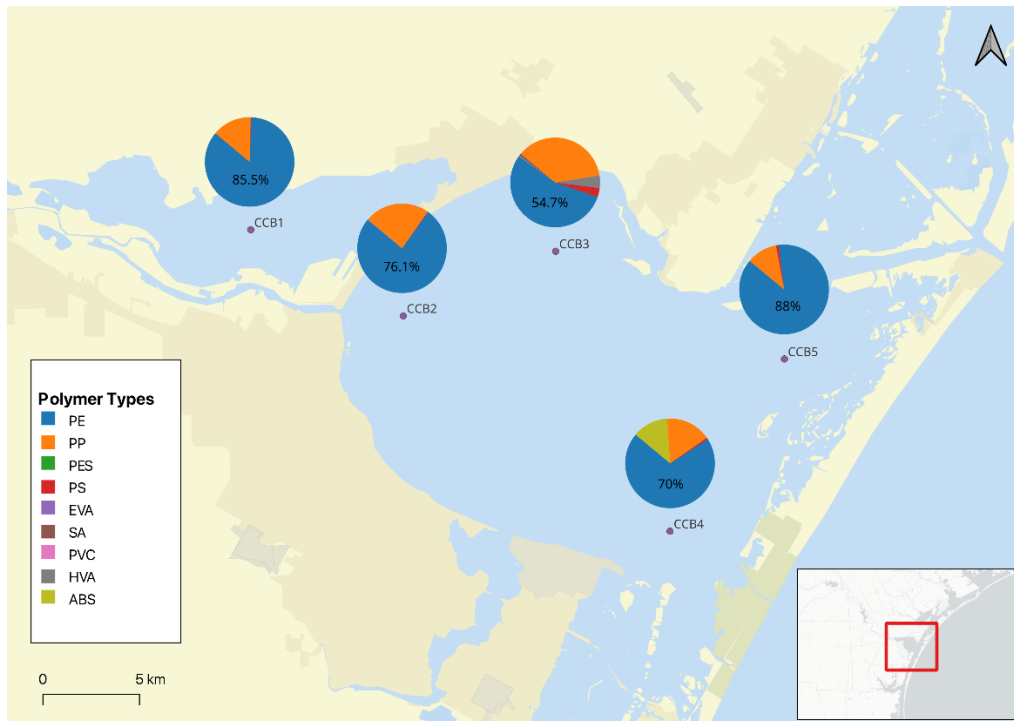 85.5%
CCB1
54.7%
CCB3
76.1%
CCB2
88%
CCB5
Polymer Types
PE
PP
PES
PS
EVA
SA
PVC
HVA
ABS
70%
CCB4
0 5 km